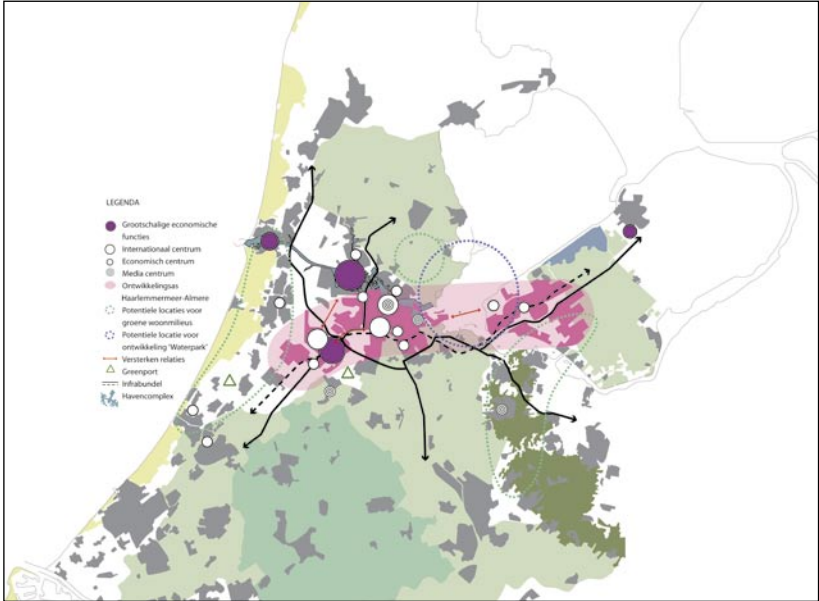 LEGENDA
Grootschalige economische
functies
Internationaal centrum
Economisch centrum
Media centrum
Ontwikkelingsas
Haarlemmermeer-Almere
Potentiele locaties voor
groene woonmilius
Potentiele locatie voor
ontwikkeling 'Waterpark'
Versterken relaties
Greenport
Infrabundel
Havencomplex